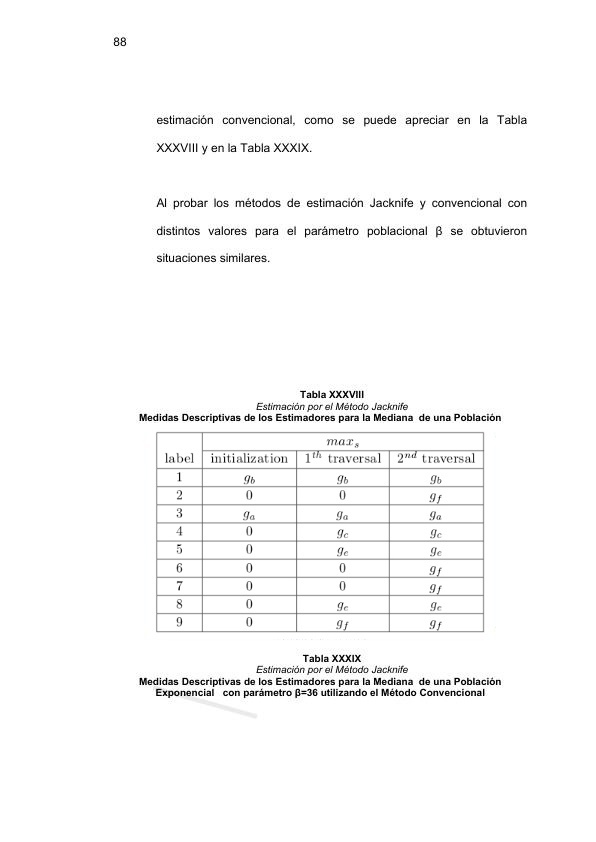 88
estimación convencional, como se puede apreciar en la Tabla
XXXVIII y en la Tabla XXXIX.
Al probar los métodos de estimación Jacknife y convencional con
distintos valores para el parámetro poblacional β se obtuvieron
situaciones similares.
Tabla XXXVIII
Estimación por el Método Jacknife
Medidas Descriptivas de los Estimadores para la Mediana de una Población
max_s
label initialization 1^th traversal 2^nd traversal
1 g_b g_b g_b
2 0 0 g_f
3 g_a g_a g_a
4 0 g_c g_c
5 0 g_e g_e
6 0 0 g_f
7 0 0 g_f
8 0 g_e g_e
9 0 g_f g_f
Tabla XXXIX
Estimación por el Método Jacknife
Medidas Descriptivas de los Estimadores para la Mediana de una Población
Exponencial con parámetro β=36 utilizando el Método Convencional